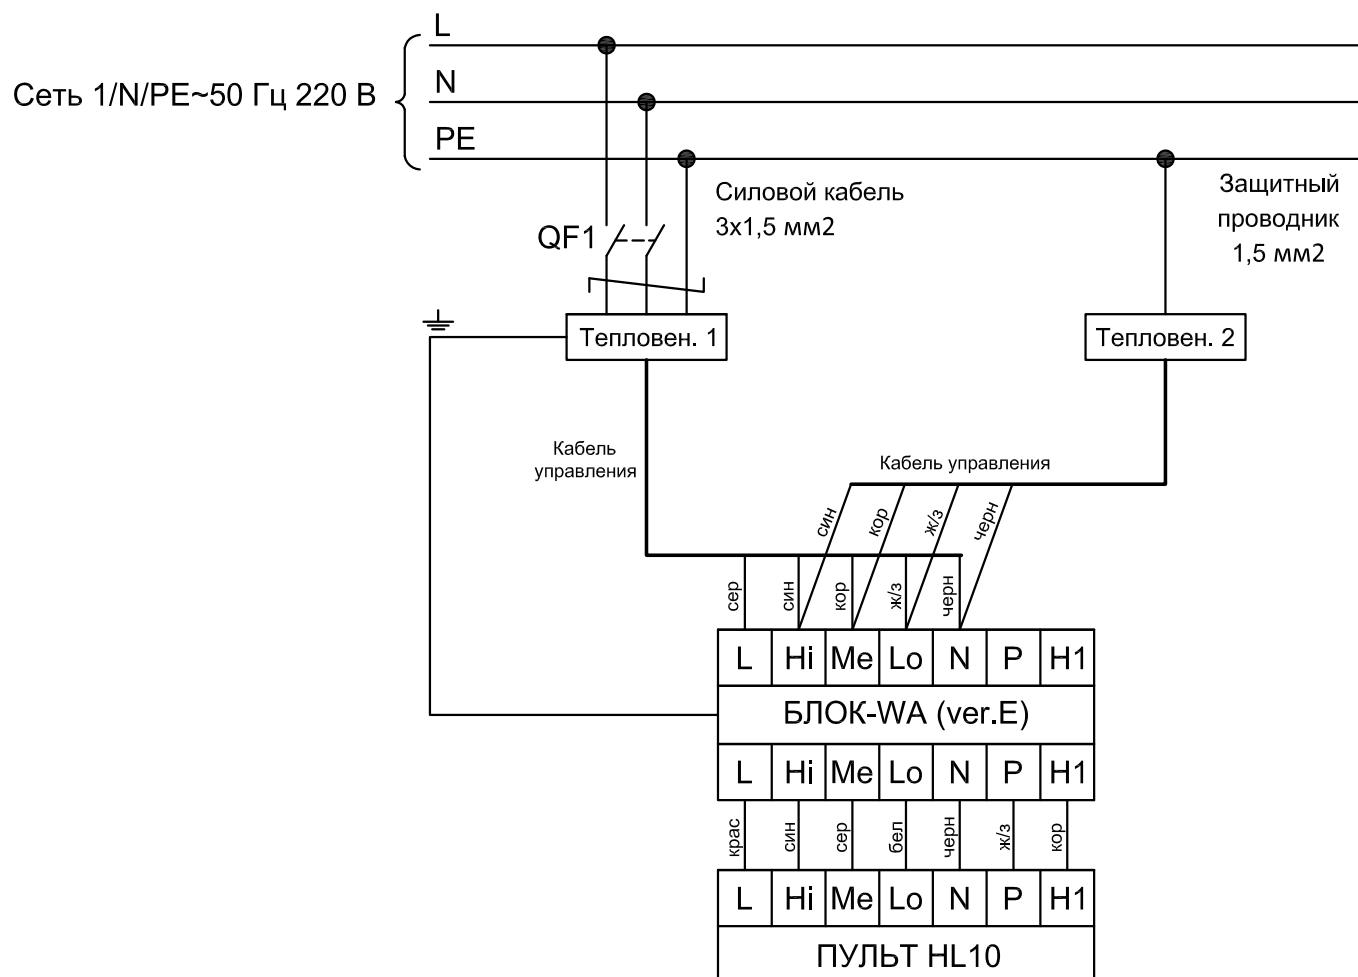 L
Сеть 1/N/PE~50 Гц 220 В
N
PE
Силовой кабель
3х1,5 мм2
Защитный
проводник
1,5 мм2
QF1
Тепловен. 1
Тепловен. 2
Кабель
управления
Кабель управления
син
кор
ж/з
черн
сер
син
кор
ж/з
черн
L Hi Me Lo N P H1
БЛОК-WA (ver.E)
L Hi Me Lo N P H1
крас
син
сер
бел
черн
ж/з
кор
L Hi Me Lo N P H1
ПУЛЬТ HL10